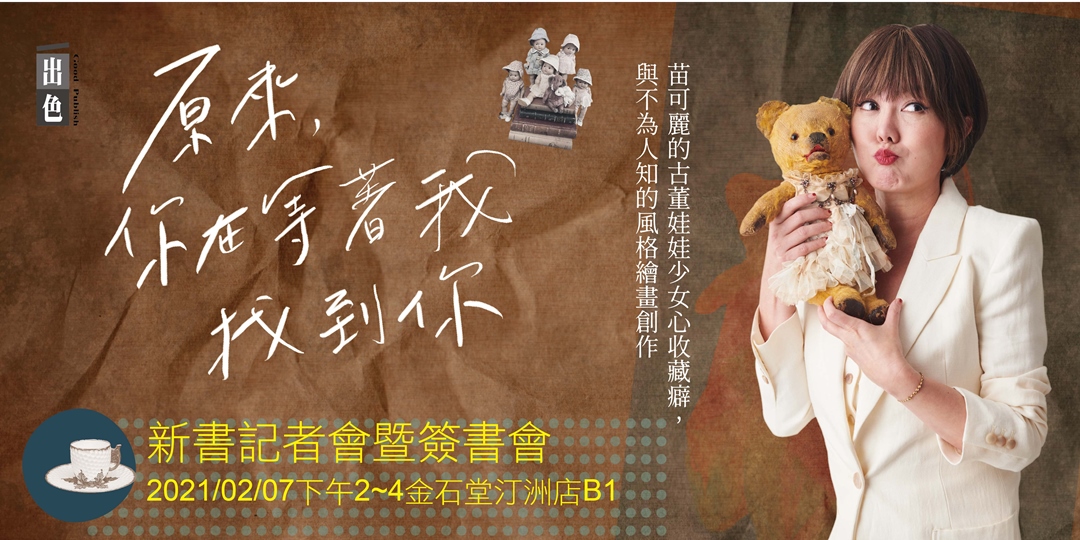 出色
Good Publish
原來,
你在等著我
找到你
苗可麗的古董娃娃少女心收藏癖,
與不為人知的風格繪畫創作
新書記者會暨簽書會
2021/02/07下午2~4金石堂汀洲店B1